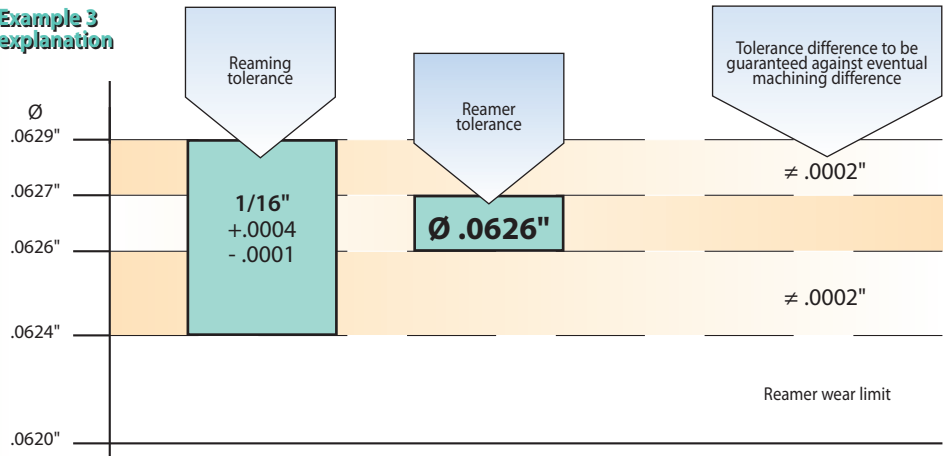 Example 3
explanation
Reaming
tolerance
Reamer
tolerance
Tolerance difference to be
guaranteed against eventual
machining difference
Ø
.0629"
.0627"
.0626"
.0624"
.0620"
1/16"
+.0004
- .0001
Ø .0626"
≠ .0002"
≠ .0002"
Reamer wear limit